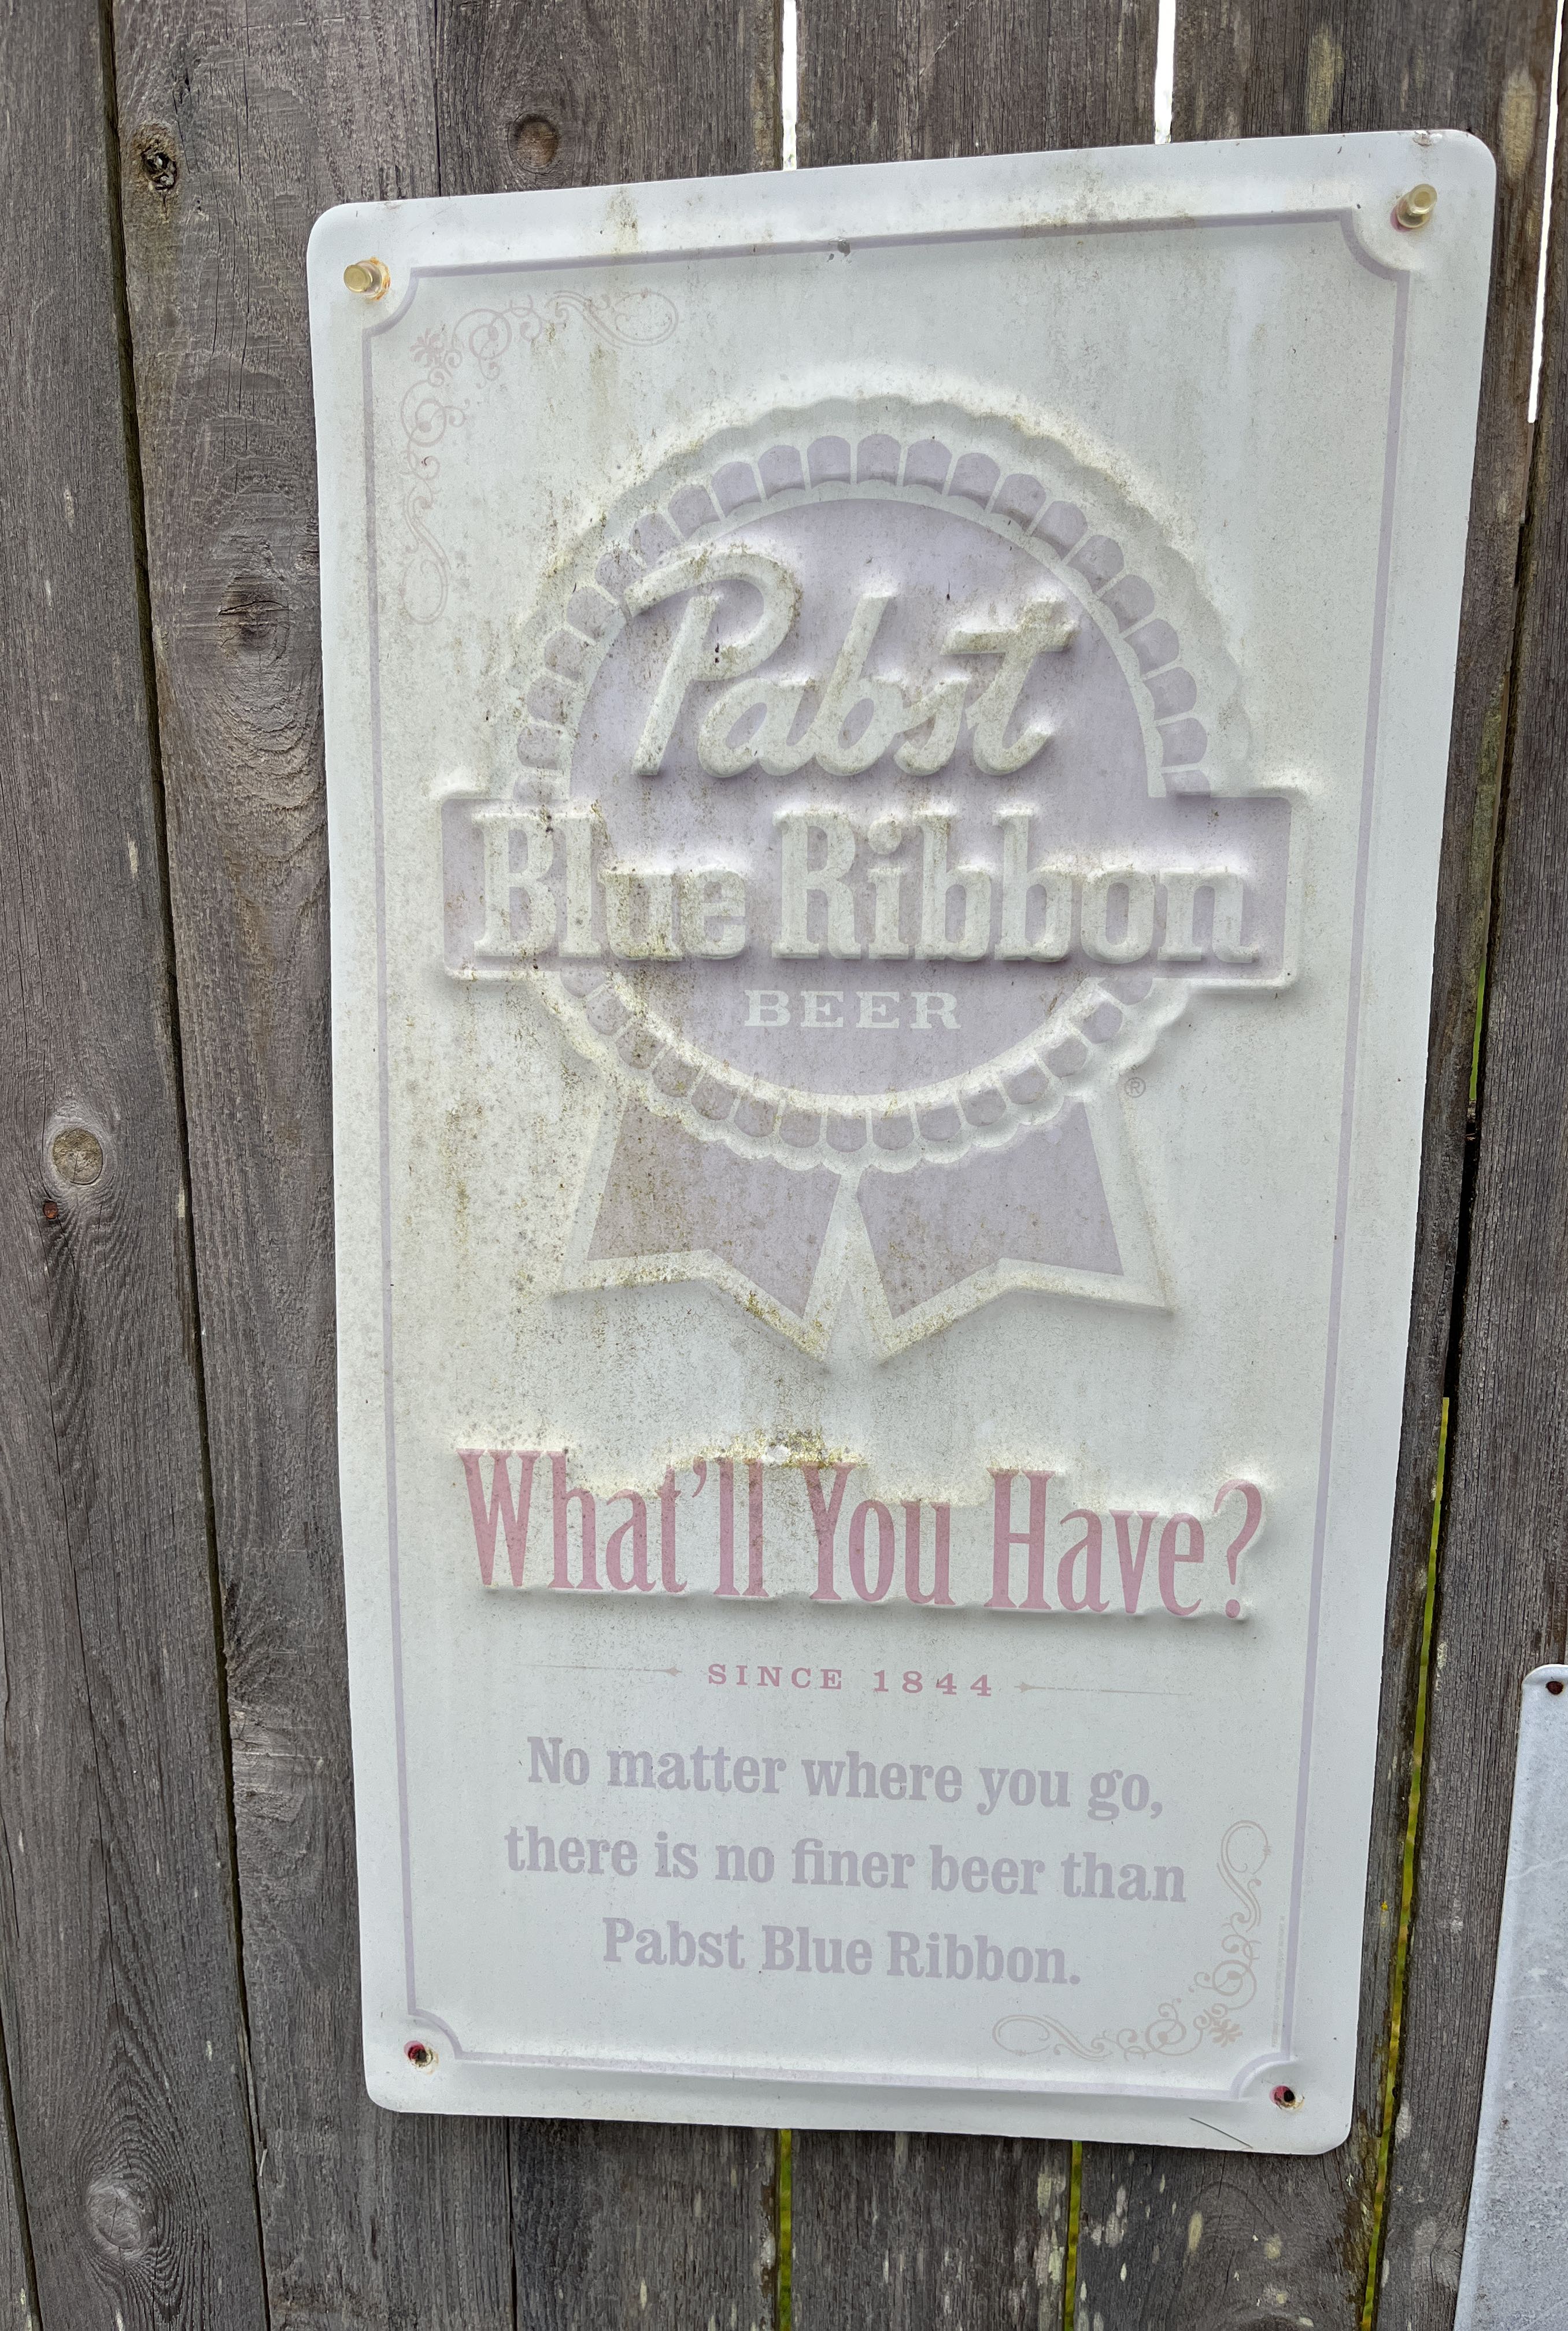 Pabst
Blue Ribbon
BEER
®
What'll You Have?
SINCE 1844
No matter where you go,
there is no finer beer than
Pabst Blue Ribbon.